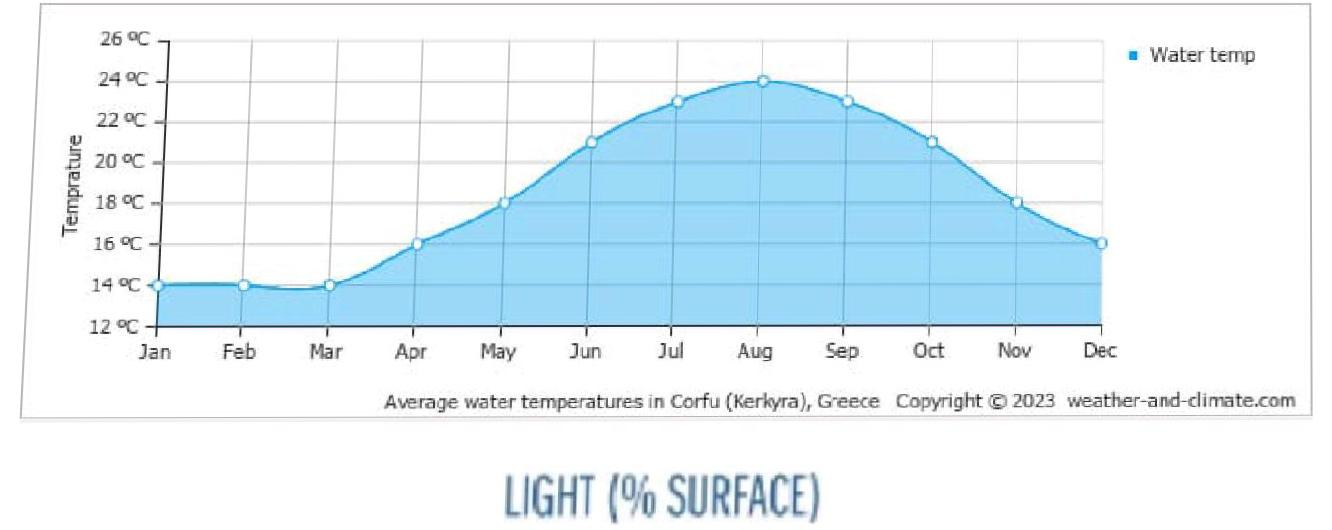 26 ºC
24 ºC
22 ºC
20 ºC
18 ºC
16 ºC
14 ºC
12 ºC
Temprature
Jan Feb Mar Apr May Jun Jul Aug Sep Oct Nov Dec
Water temp
Average water temperatures in Corfu (Kerkyra), Greece Copyright © 2023 weather-and-climate.com
LIGHT (% SURFACE)